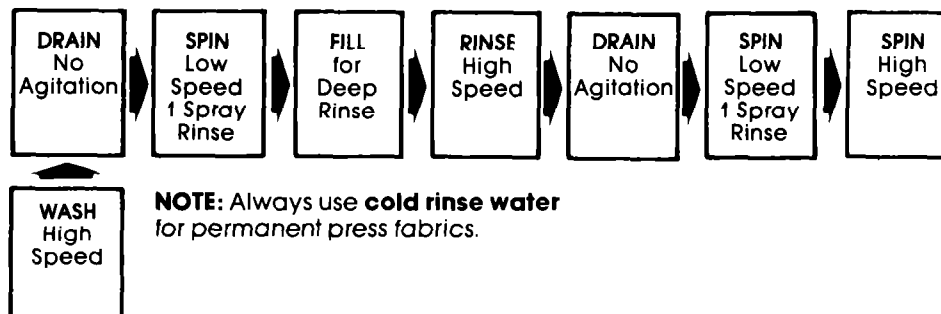 DRAIN
No
Agitation
SPIN
Low
Speed
1 Spray
Rinse
FILL
for
Deep
Rinse
RINSE
High
Speed
DRAIN
No
Agitation
SPIN
Low
Speed
1 Spray
Rinse
SPIN
High
Speed
WASH
High
Speed
NOTE: Always use cold rinse water
for permanent press fabrics.